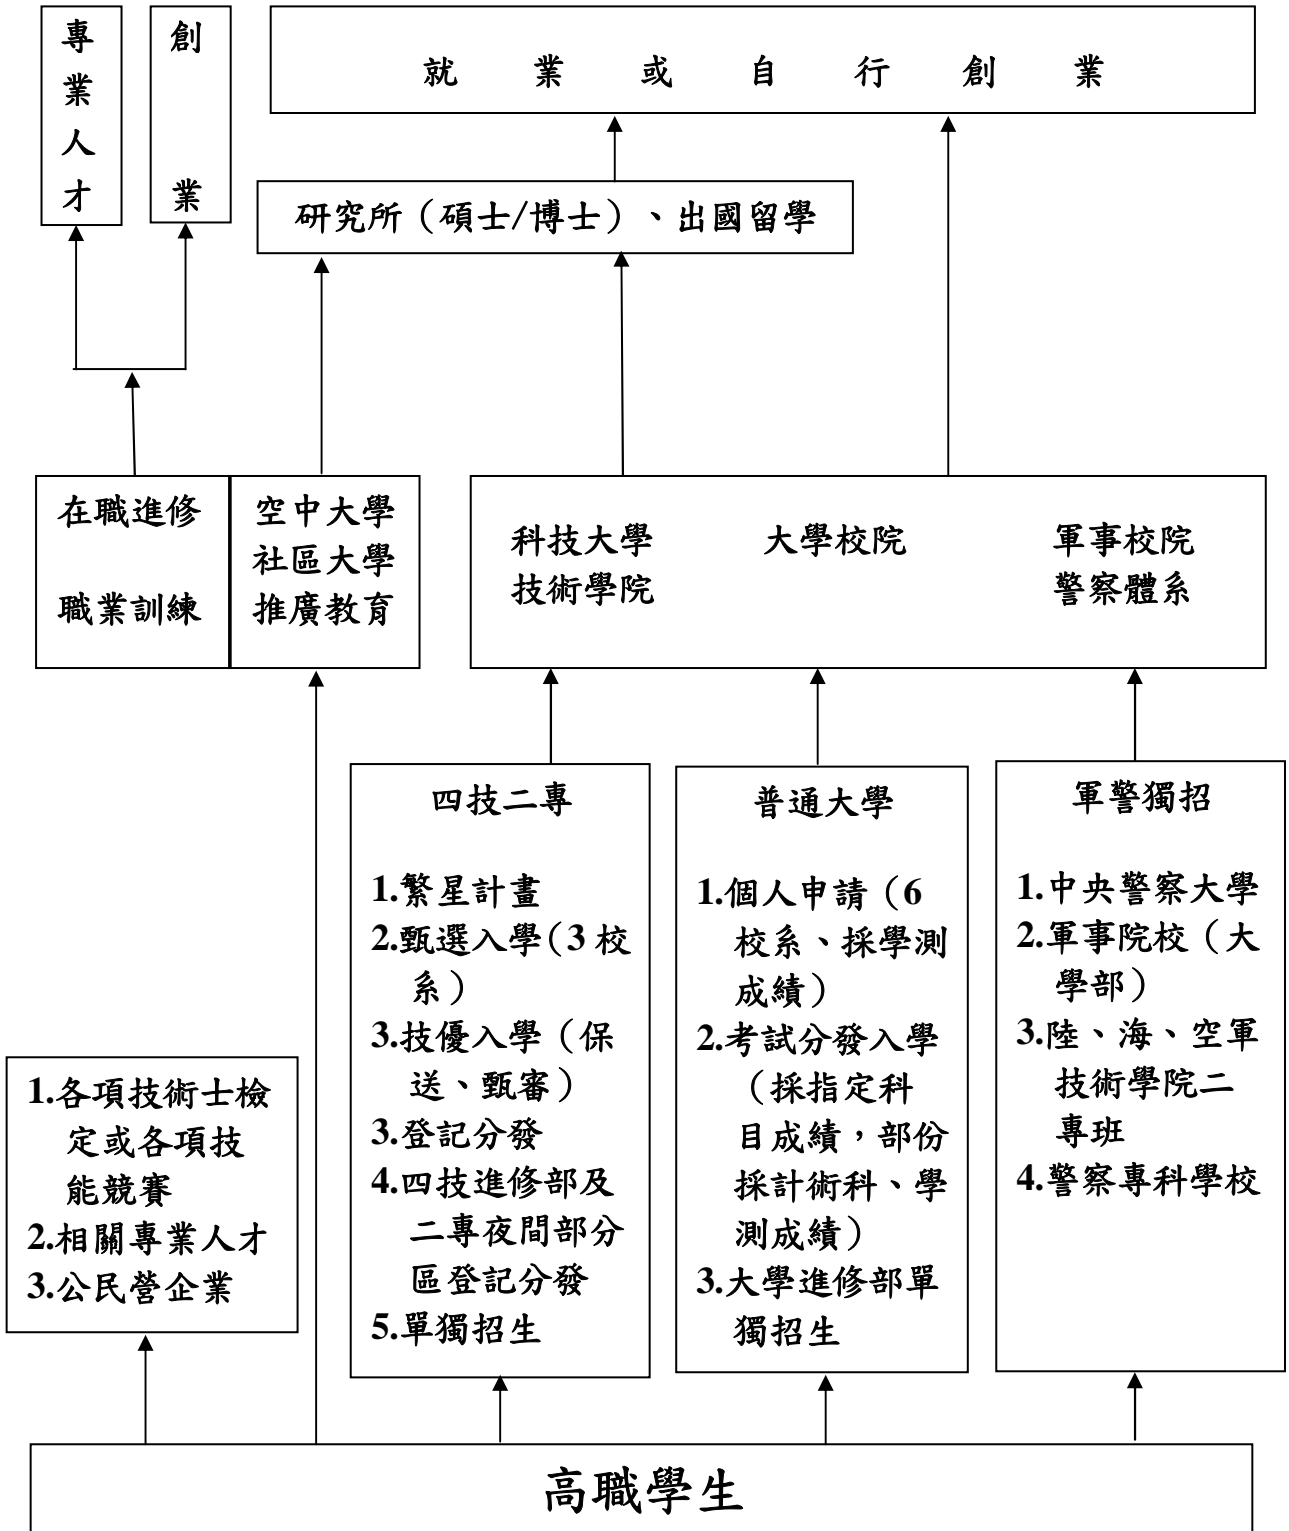 專業人才
創業
就業或自行創業
研究所（碩士/博士）、出國留學
在職進修
職業訓練
空中大學
社區大學
推廣教育
科技大學
技術學院
大學校院
軍事校院
警察體系
四技二專
1.繁星計畫
2.甄選入學（3 校
系）
3.技優入學（保
送、甄審）
3.登記分發
4.四技進修部及
二專夜間部分
區登記分發
5.單獨招生
普通大學
1.個人申請（6
校系、採學測
成績）
2.考試分發入學
（採指定科
目成績，部份
採計術科、學
測成績）
3.大學進修部單
獨招生
軍警獨招
1.中央警察大學
2.軍事院校（大
學部）
3.陸、海、空軍
技術學院二
專班
4.警察專科學校
1.各項技術士檢
定或各項技
能競賽
2.相關專業人才
3.公民營企業
高職學生